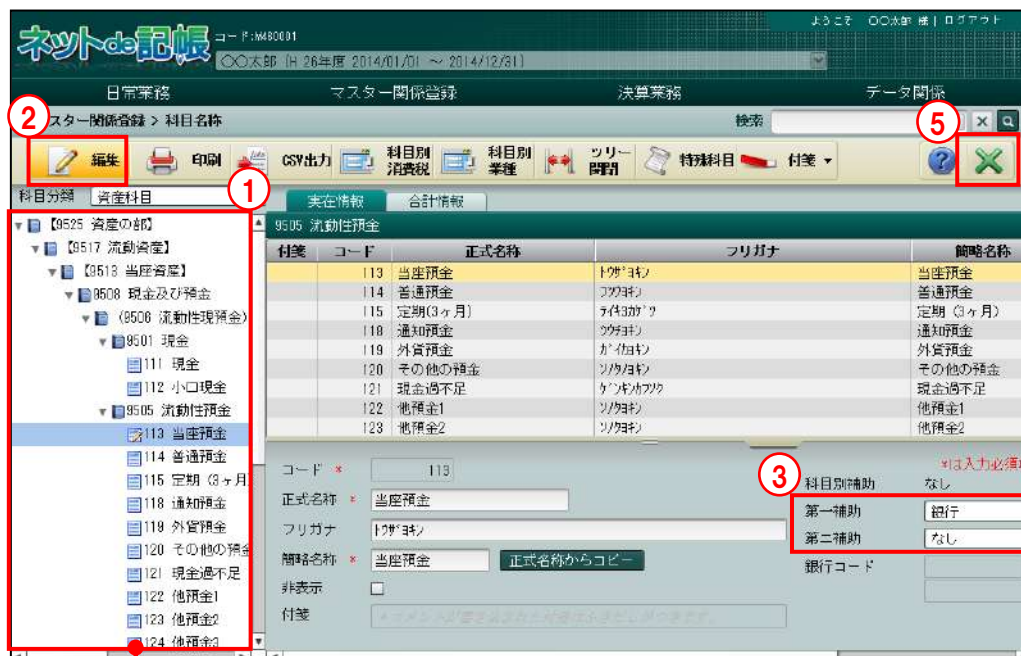 ようこそ 〇〇太郎 様 | ログアウト
ネットde記帳 コード:M480001
〇〇太郎 (H 26年度 2014/01/01 ～ 2014/12/31)
日常業務 マスター関係登録 決算業務 データ関係
② スター関係登録 > 科目名称 検索 ⑤
編集 印刷 CSV出力 科目別消費税 科目別業種 ツリー開閉 特殊科目 付箋
科目分類 資産科目 ①
実在情報 合計情報
【9525 資産の部】
【9517 流動資産】
【9513 当座資産】
9508 現金及び預金
(9506 流動性現預金)
9501 現金
111 現金
112 小口現金
9505 流動性預金
113 当座預金
114 普通預金
115 定期 (3ヶ月
118 通知預金
119 外貨預金
120 その他の預金
121 現金過不足
122 他預金1
123 他預金2
124 他預金3
9505 流動性預金
付箋 コード 正式名称 フリガナ 簡略名称
113 当座預金 トウザヨキン 当座預金
114 普通預金 フツウヨキン 普通預金
115 定期(3ヶ月) 定期 (3ヶ月)
118 通知預金 ツウチヨキン 通知預金
119 外貨預金 ガイカヨキン 外貨預金
120 その他の預金 ソノタノヨキン その他の預金
121 現金過不足 ゲンキンカフソク 現金過不足
122 他預金1 ソノタヨキン 他預金1
123 他預金2 ソノタヨキン 他預金2
*は入力必須
コード * 113
正式名称 * 当座預金
フリガナ トウザヨキン
簡略名称 * 当座預金 正式名称からコピー
非表示
付箋
③
科目別補助 なし
第一補助 銀行
第二補助 なし
銀行コード